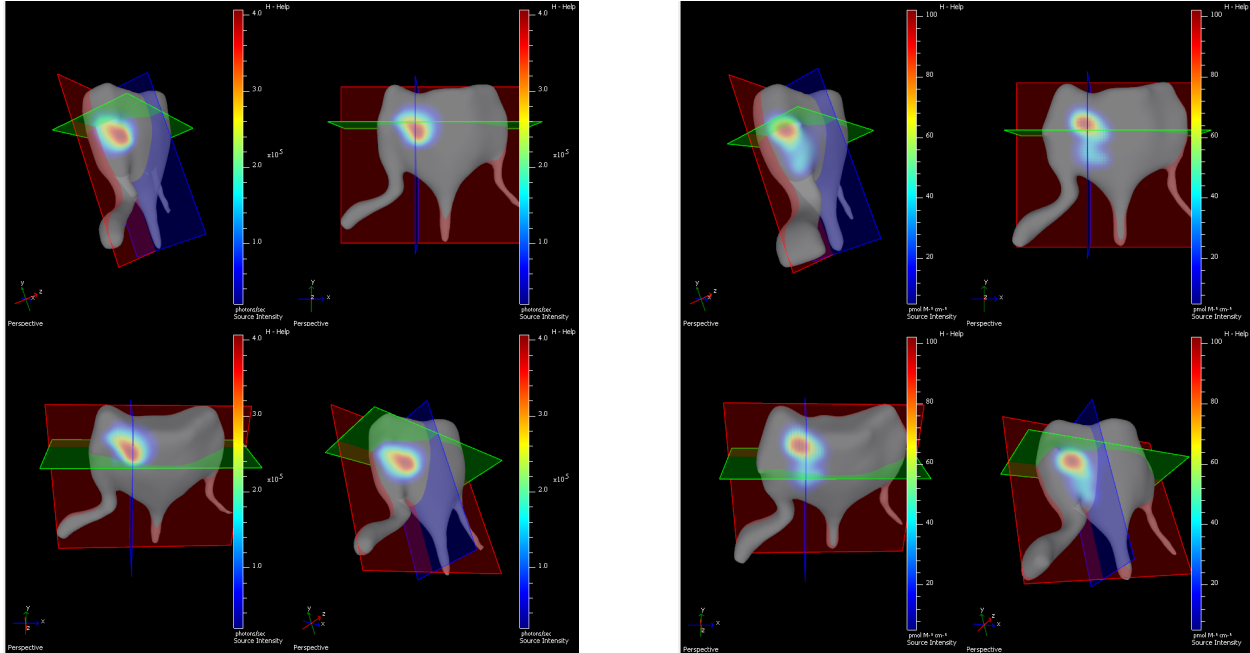 H - Help
4.0
3.0
x10⁵
2.0
1.0
photons/sec
Source Intensity
y
x
z
Perspective
H - Help
4.0
3.0
x10⁵
2.0
1.0
photons/sec
Source Intensity
Y
z
X
Perspective
H - Help
100
80
60
40
20
pmol M⁻¹ cm⁻¹
Source Intensity
y
x
z
Perspective
H - Help
100
80
60
40
20
pmol M⁻¹ cm⁻¹
Source Intensity
Y
z
X
Perspective
H - Help
4.0
3.0
x10⁵
2.0
1.0
photons/sec
Source Intensity
y
x
z
Perspective
H - Help
4.0
3.0
x10⁵
2.0
1.0
photons/sec
Source Intensity
y
z
x
Perspective
H - Help
100
80
60
40
20
pmol M⁻¹ cm⁻¹
Source Intensity
y
x
z
Perspective
H - Help
100
80
60
40
20
pmol M⁻¹ cm⁻¹
Source Intensity
y
z
x
Perspective